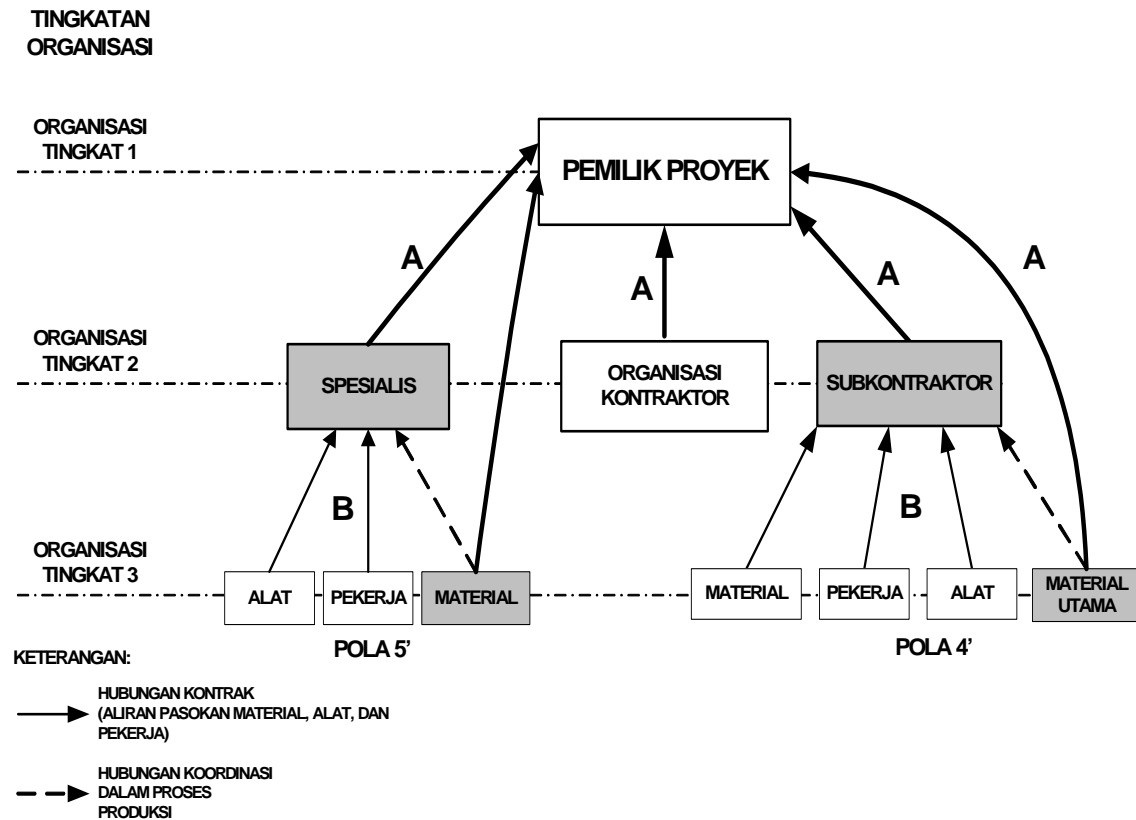 TINGKATAN
ORGANISASI
ORGANISASI
TINGKAT 1
PEMILIK PROYEK
A
A
A
A
ORGANISASI
TINGKAT 2
SPESIALIS
ORGANISASI
KONTRAKTOR
SUBKONTRAKTOR
B
B
ORGANISASI
TINGKAT 3
ALAT
PEKERJA
MATERIAL
MATERIAL
PEKERJA
ALAT
MATERIAL
UTAMA
POLA 5’
POLA 4’
KETERANGAN:
HUBUNGAN KONTRAK
(ALIRAN PASOKAN MATERIAL, ALAT, DAN
PEKERJA)
HUBUNGAN KOORDINASI
DALAM PROSES
PRODUKSI